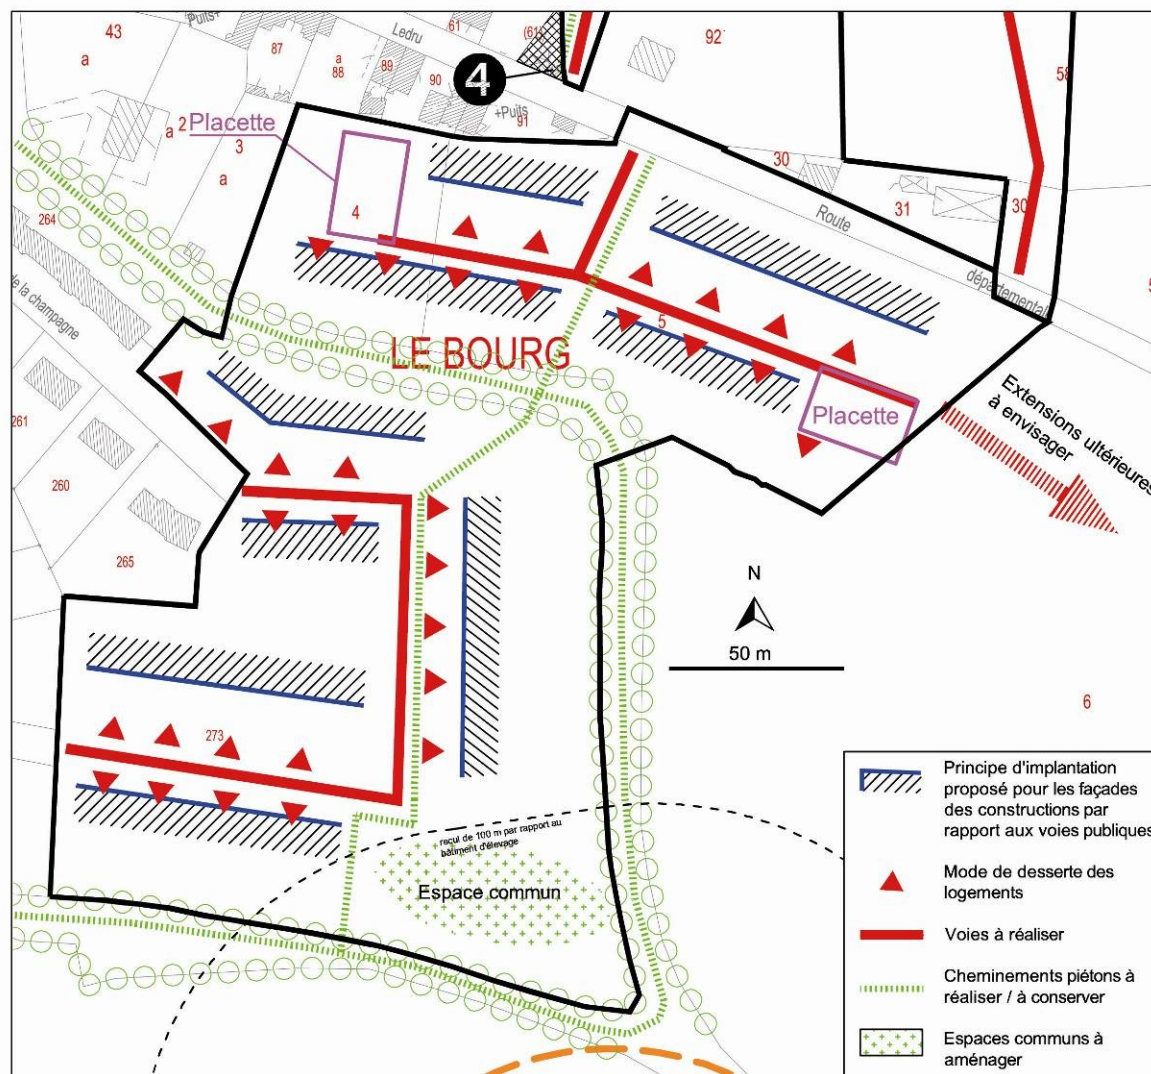 43
Puits+
87
a
88
89
90
61
(61)
Ledru
4
+Puits
91
92
58
a
a
2
3
a
Placette
4
30
31
30
Route
départemental
264
de la champagne
LE BOURG
5
Placette
Extensions ultérieures
à envisager
261
260
265
N
50 m
6
273
recul de 100 m par rapport au
bâtiment d'élevage
Espace commun
Principe d'implantation
proposé pour les façades
des constructions par
rapport aux voies publiques
Mode de desserte des
logements
Voies à réaliser
Cheminements piétons à
réaliser / à conserver
Espaces communs à
aménager